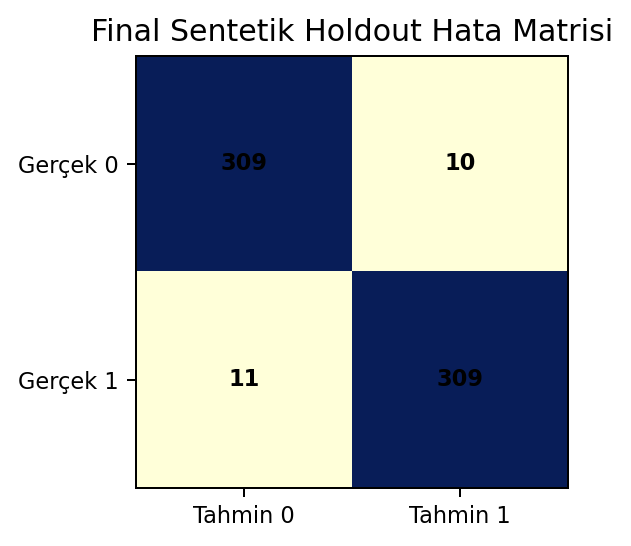 Final Sentetik Holdout Hata Matrisi
Gerçek 0
309
10
Gerçek 1
11
309
Tahmin 0
Tahmin 1